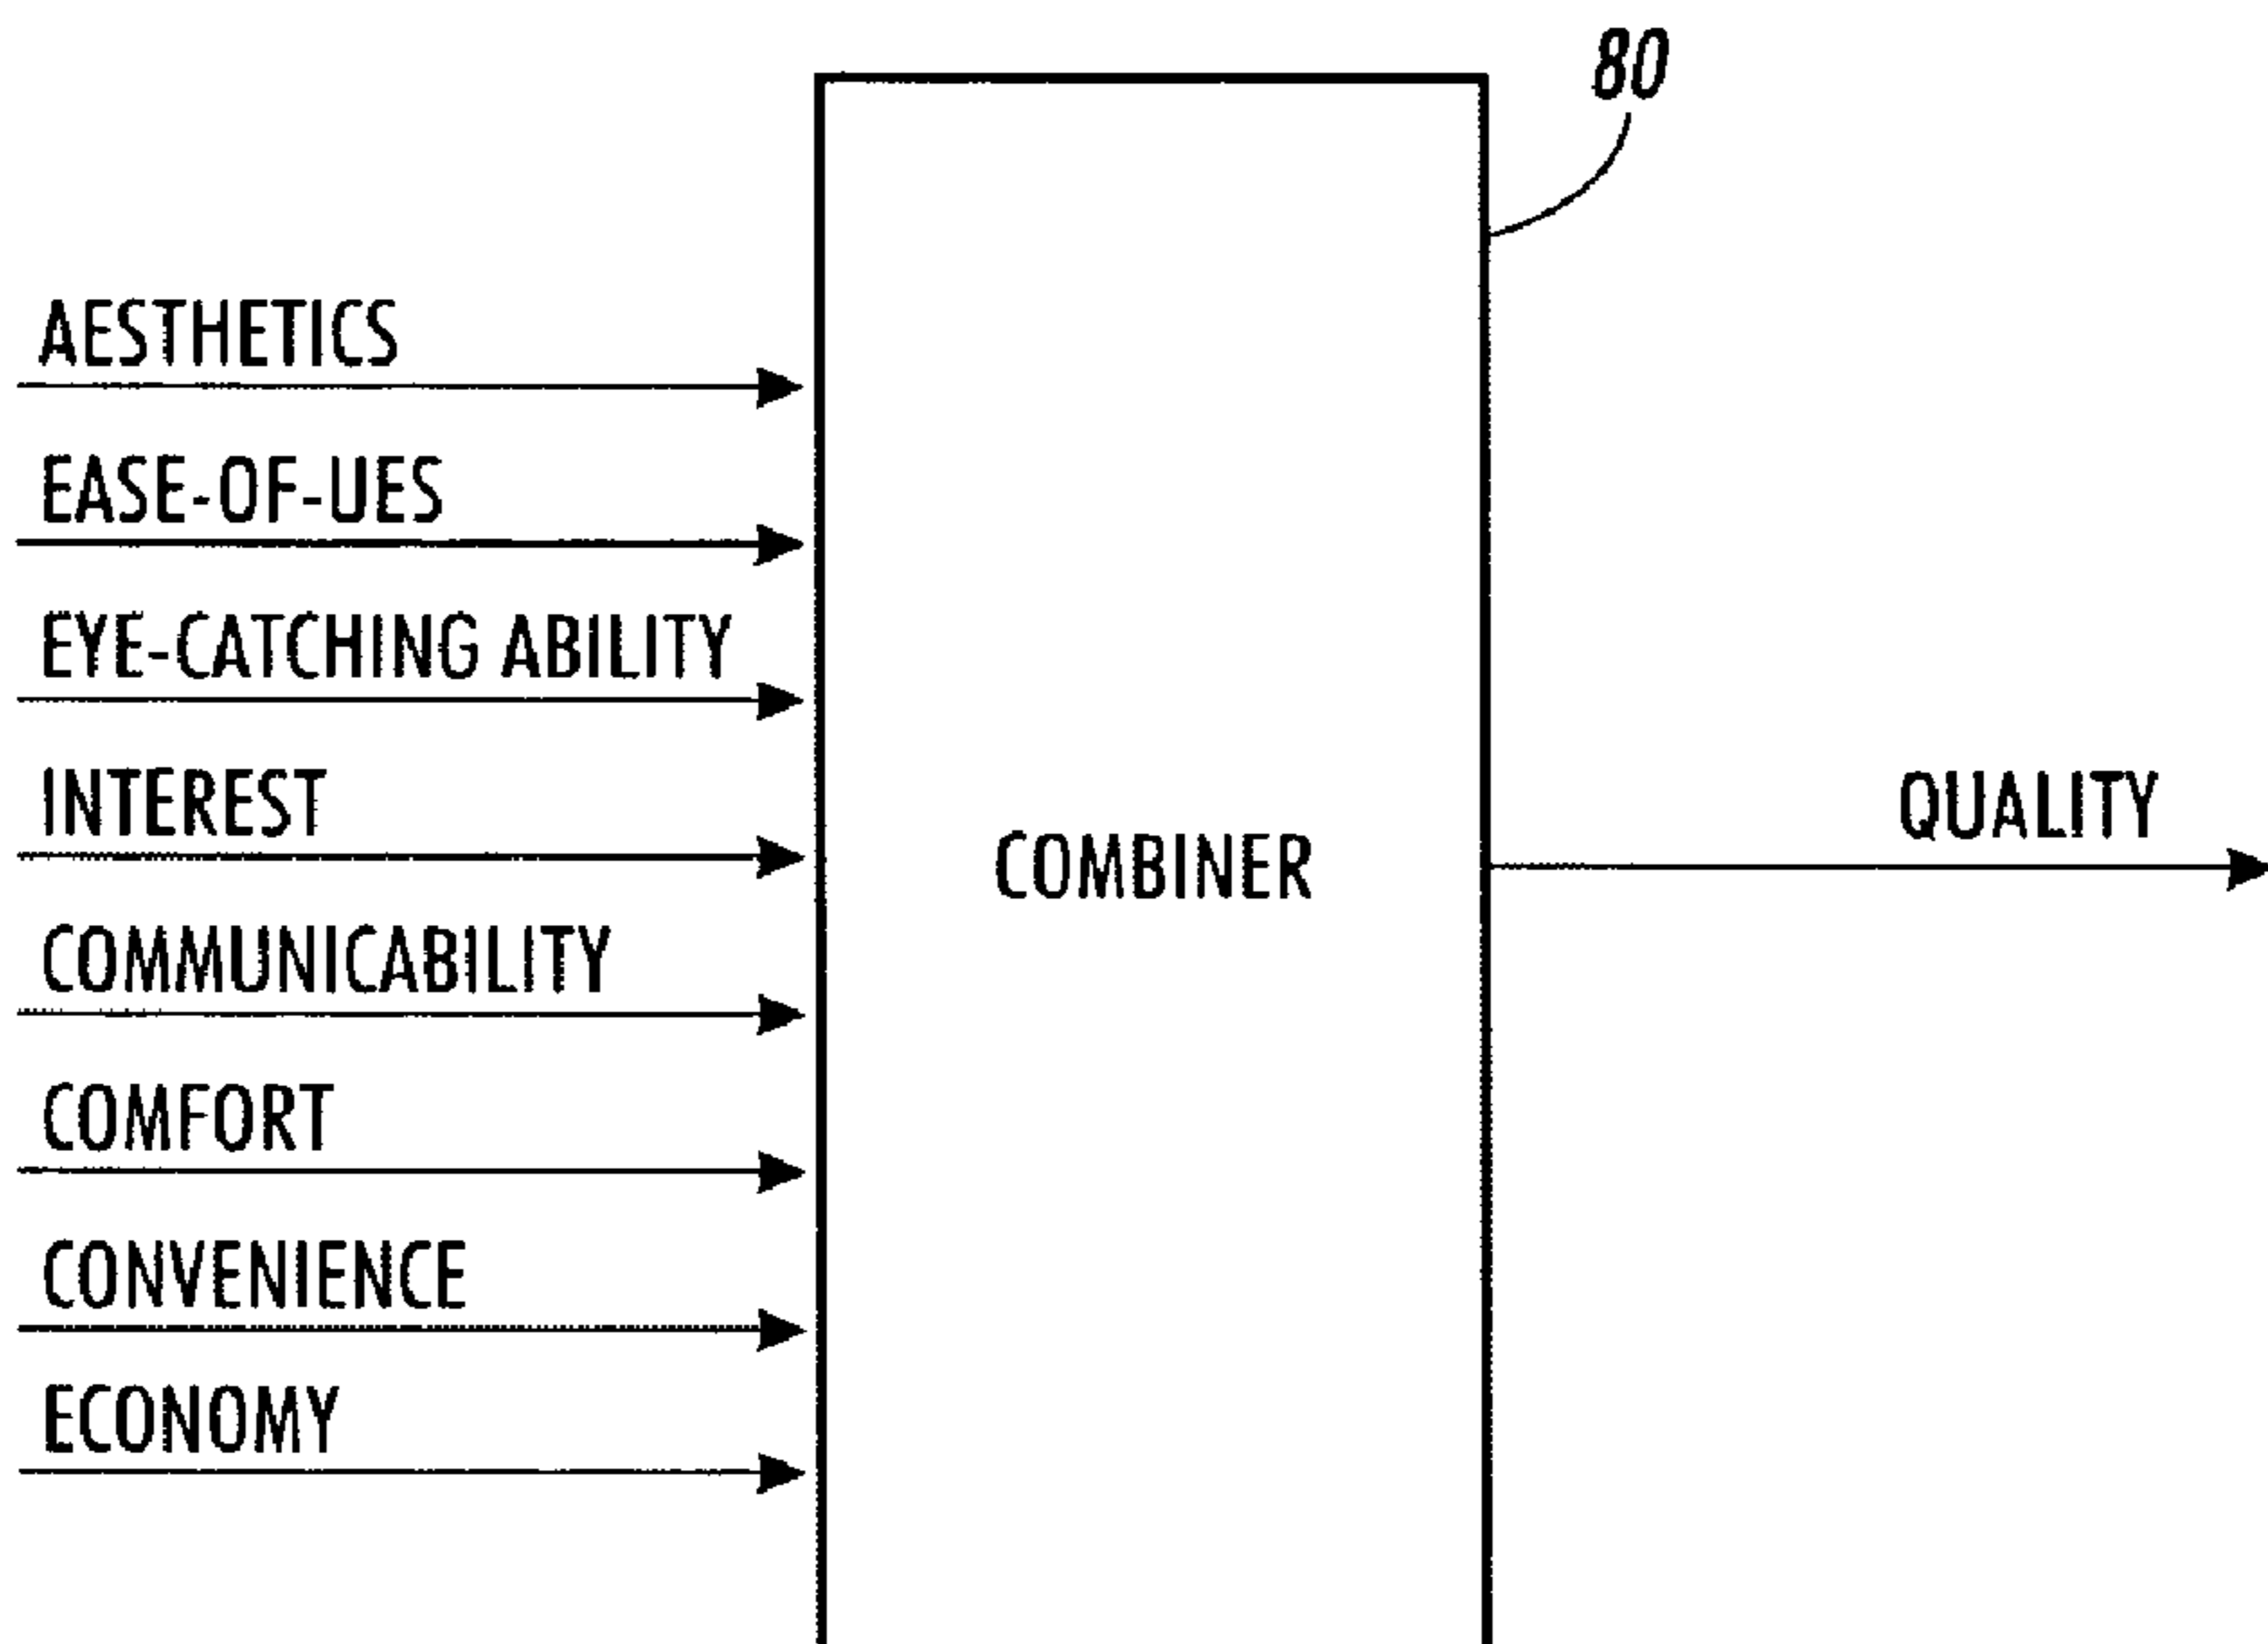 80
AESTHETICS
EASE-OF-UES
EYE-CATCHING ABILITY
INTEREST
COMMUNICABILITY
COMFORT
CONVENIENCE
ECONOMY
COMBINER
QUALITY